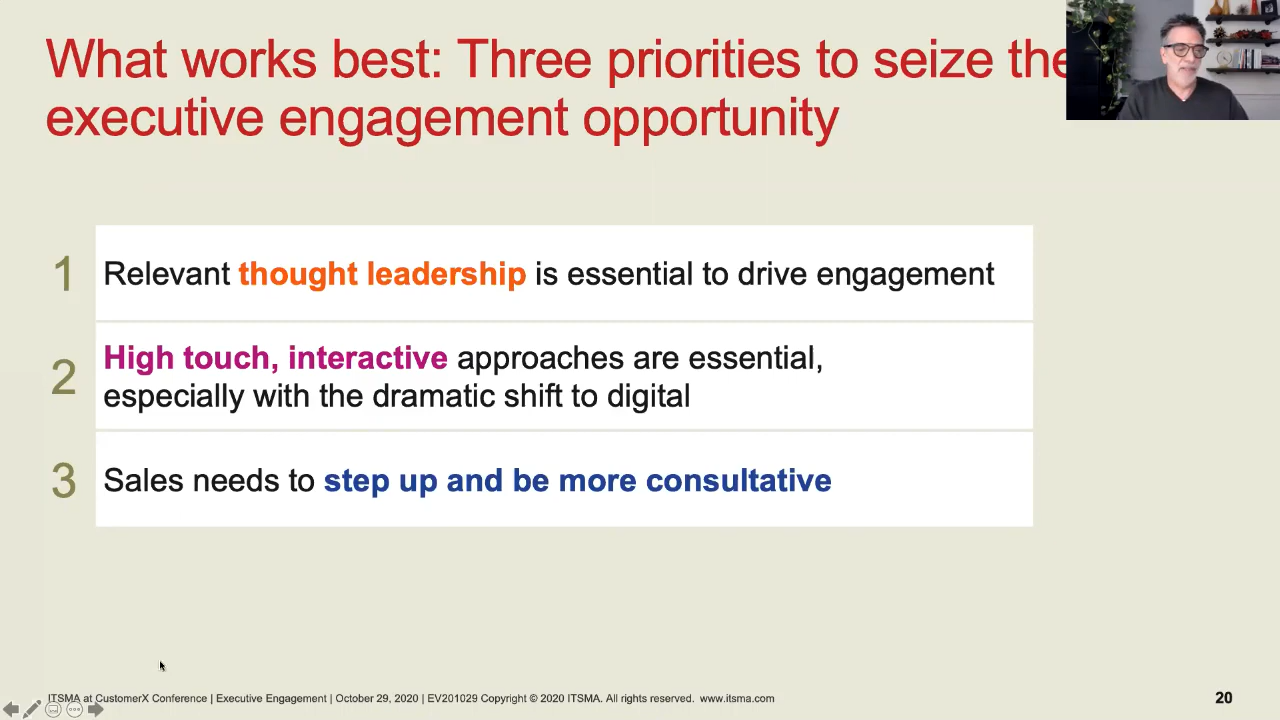 What works best: Three priorities to seize the
executive engagement opportunity
1
Relevant thought leadership is essential to drive engagement
2
High touch, interactive approaches are essential,
especially with the dramatic shift to digital
3
Sales needs to step up and be more consultative
ITSMA at CustomerX Conference | Executive Engagement | October 29, 2020 | EV201029 Copyright © 2020 ITSMA. All rights reserved. www.itsma.com
20